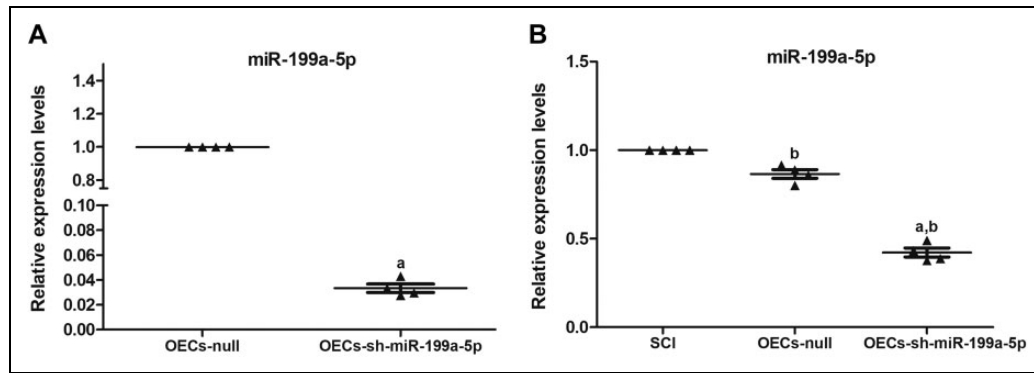 A
miR-199a-5p
Relative expression levels
1.4
1.2
1.0
0.8
0.10
0.08
0.06
0.04
0.02
0.00
a
OECs-null
OECs-sh-miR-199a-5p
B
miR-199a-5p
Relative expression levels
1.5
1.0
0.5
0.0
b
a,b
SCI
OECs-null
OECs-sh-miR-199a-5p